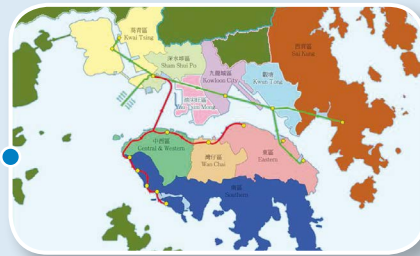 葵青區
Kwai Tsing
深水埗區
Sham Shui Po
九龍城區
Kowloon City
油尖旺區
Yau Tsim Mong
觀塘
Kwun Tong
西貢區
Sai Kung
中西區
Central & Western
灣仔區
Wan Chai
東區
Eastern
南區
Southern